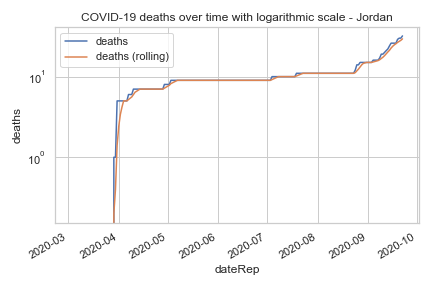 COVID-19 deaths over time with logarithmic scale - Jordan
deaths
deaths (rolling)
10¹
10⁰
deaths
2020-03
2020-04
2020-05
2020-06
2020-07
2020-08
2020-09
2020-10
dateRep